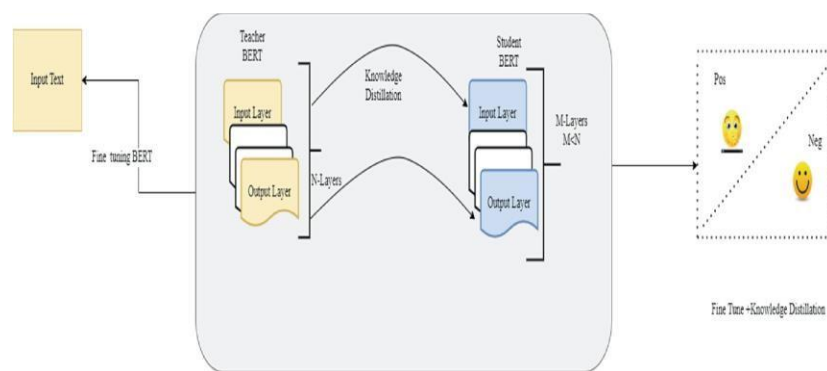 Input Text
Fine tuning BERT
Teacher
BERT
Input Layer
Output Layer
N-Layers
Knowledge
Distillation
Student
BERT
Input Layer
Output Layer
M-Layers
M<N
Pos
Neg
Fine Tune +Knowledge Distillation